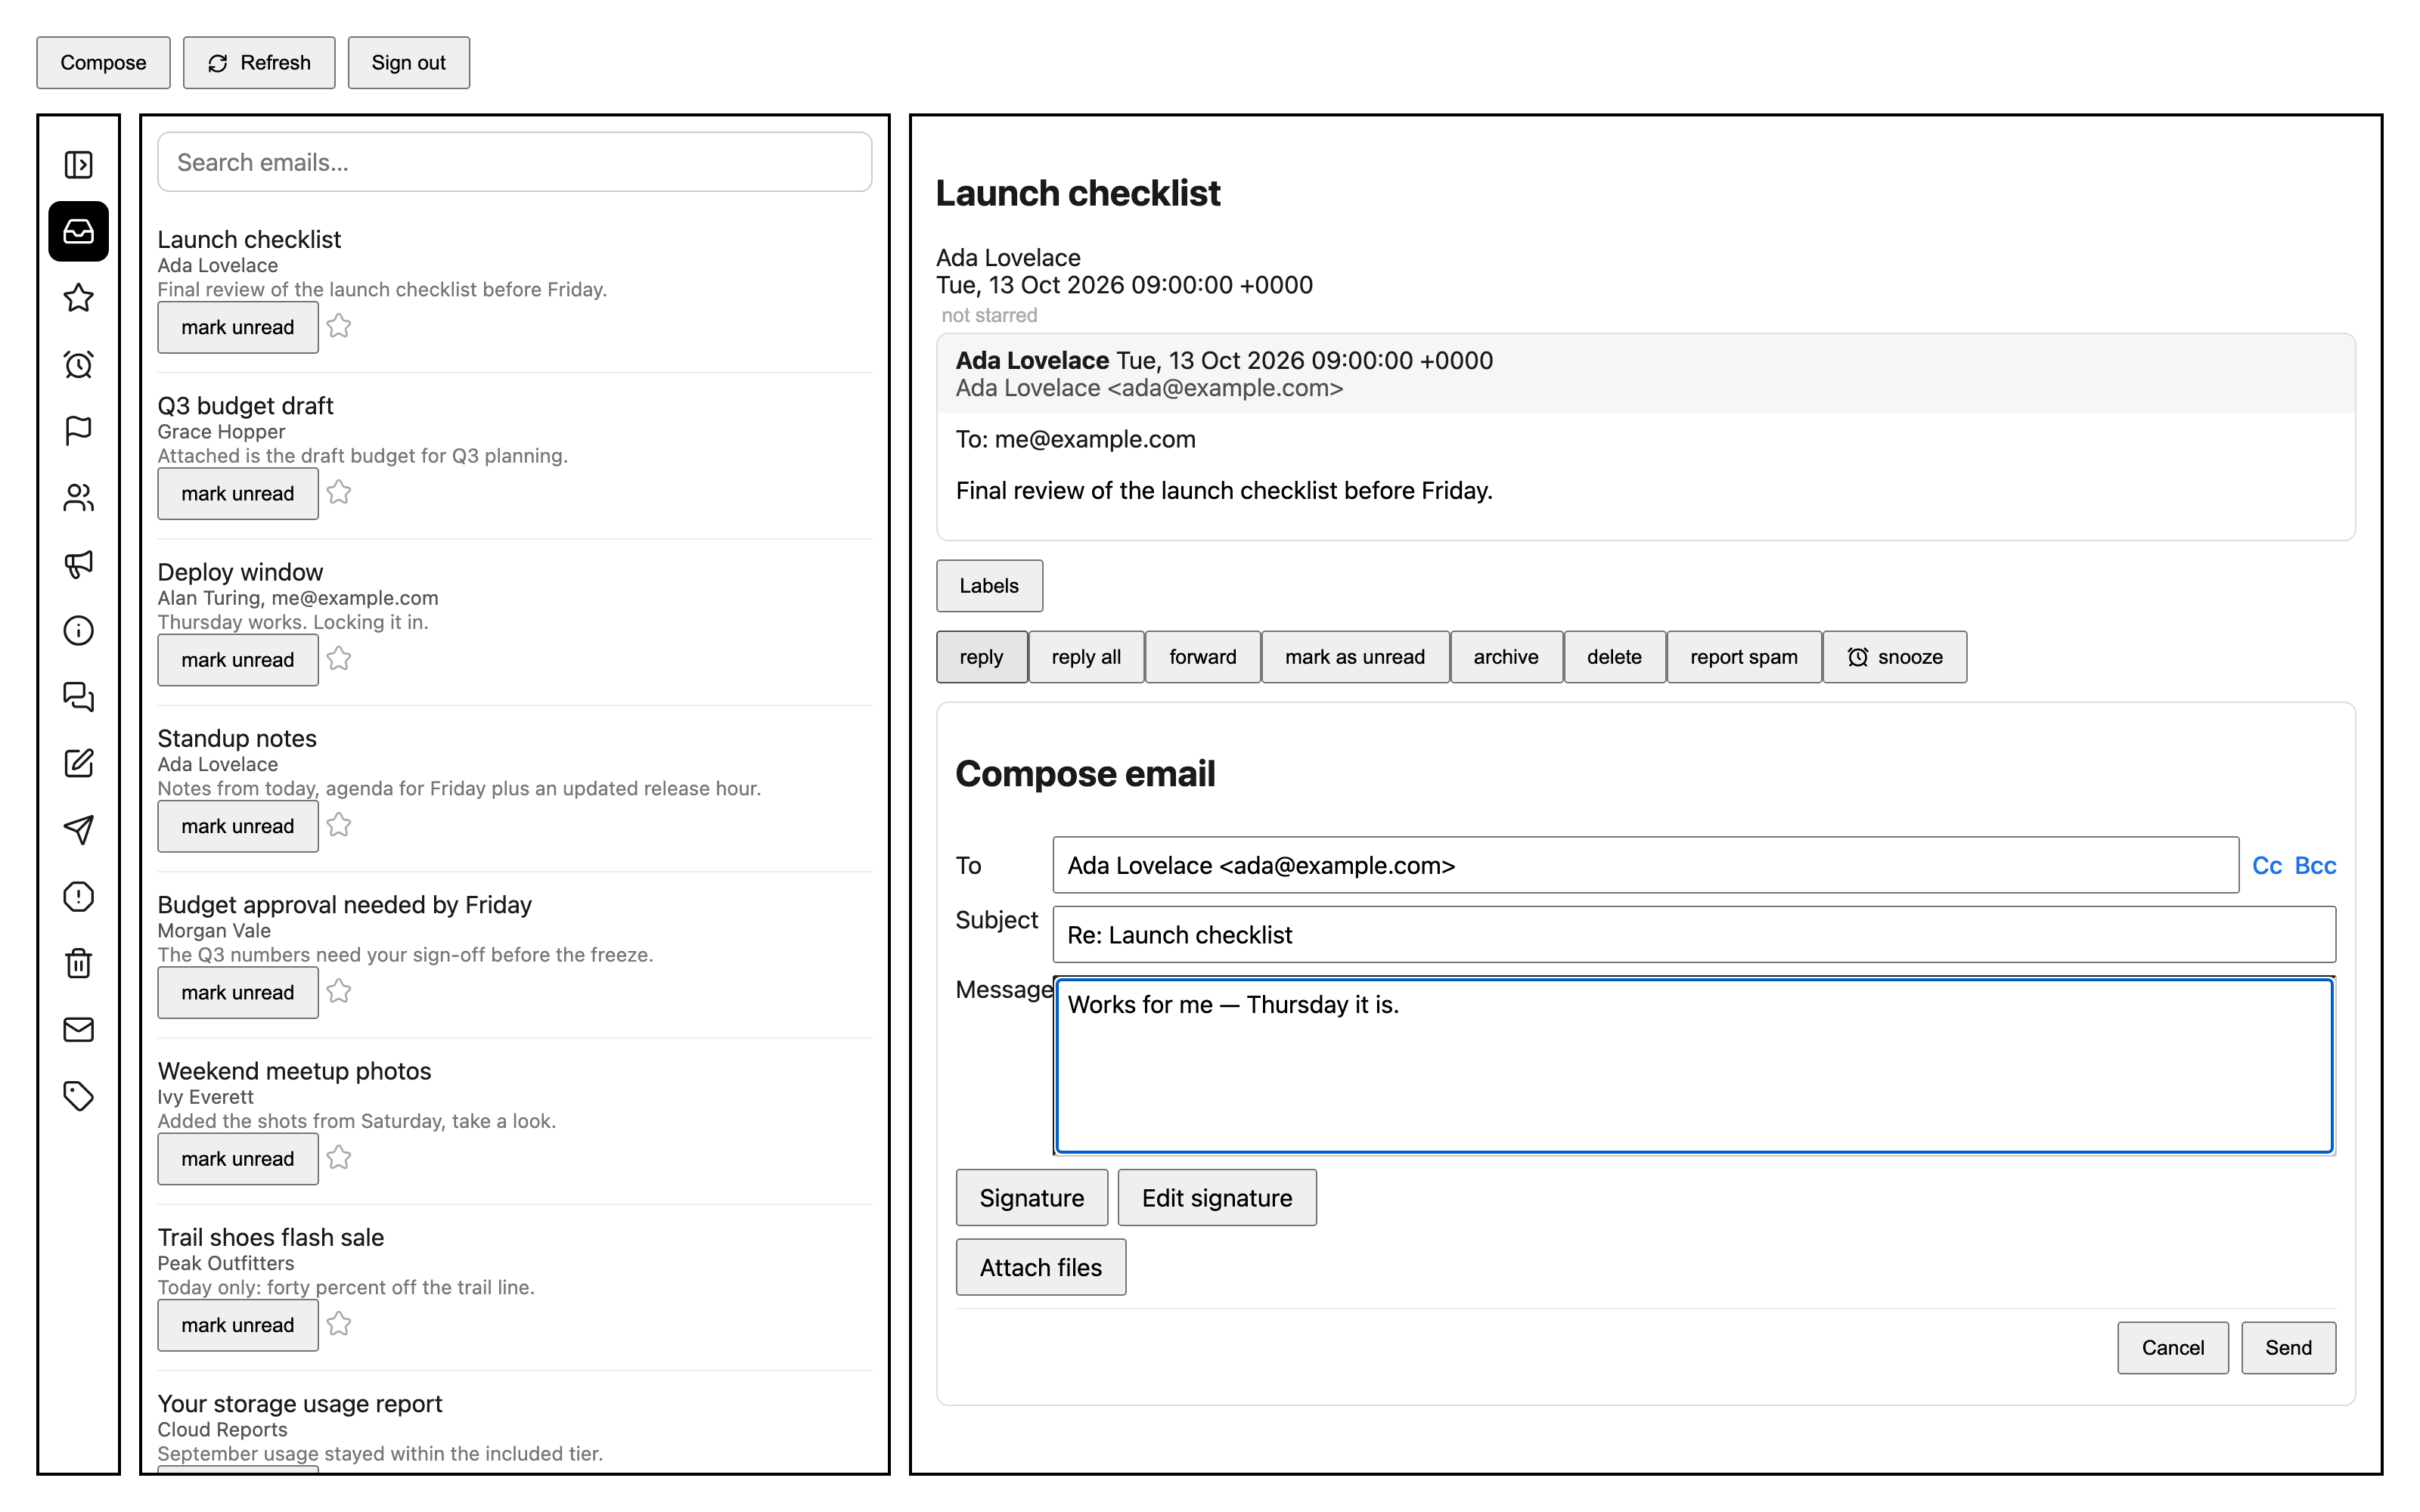 Compose Refresh Sign out
Search emails...
Launch checklist
Ada Lovelace
Final review of the launch checklist before Friday.
mark unread
Q3 budget draft
Grace Hopper
Attached is the draft budget for Q3 planning.
mark unread
Deploy window
Alan Turing, me@example.com
Thursday works. Locking it in.
mark unread
Standup notes
Ada Lovelace
Notes from today, agenda for Friday plus an updated release hour.
mark unread
Budget approval needed by Friday
Morgan Vale
The Q3 numbers need your sign-off before the freeze.
mark unread
Weekend meetup photos
Ivy Everett
Added the shots from Saturday, take a look.
mark unread
Trail shoes flash sale
Peak Outfitters
Today only: forty percent off the trail line.
mark unread
Your storage usage report
Cloud Reports
September usage stayed within the included tier.
Launch checklist
Ada Lovelace
Tue, 13 Oct 2026 09:00:00 +0000
not starred
Ada Lovelace Tue, 13 Oct 2026 09:00:00 +0000
Ada Lovelace <ada@example.com>
To: me@example.com
Final review of the launch checklist before Friday.
Labels
reply reply all forward mark as unread archive delete report spam snooze
Compose email
To Ada Lovelace <ada@example.com> Cc Bcc
Subject Re: Launch checklist
Message Works for me — Thursday it is.
Signature Edit signature
Attach files
Cancel Send